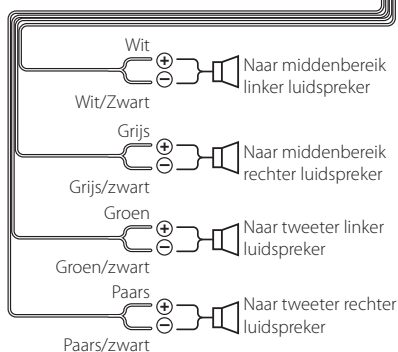 Wit
Naar middenbereik
linker luidspreker
Wit/Zwart
Grijs
Naar middenbereik
rechter luidspreker
Grijs/zwart
Groen
Naar tweeter linker
luidspreker
Groen/zwart
Paars
Naar tweeter rechter
luidspreker
Paars/zwart